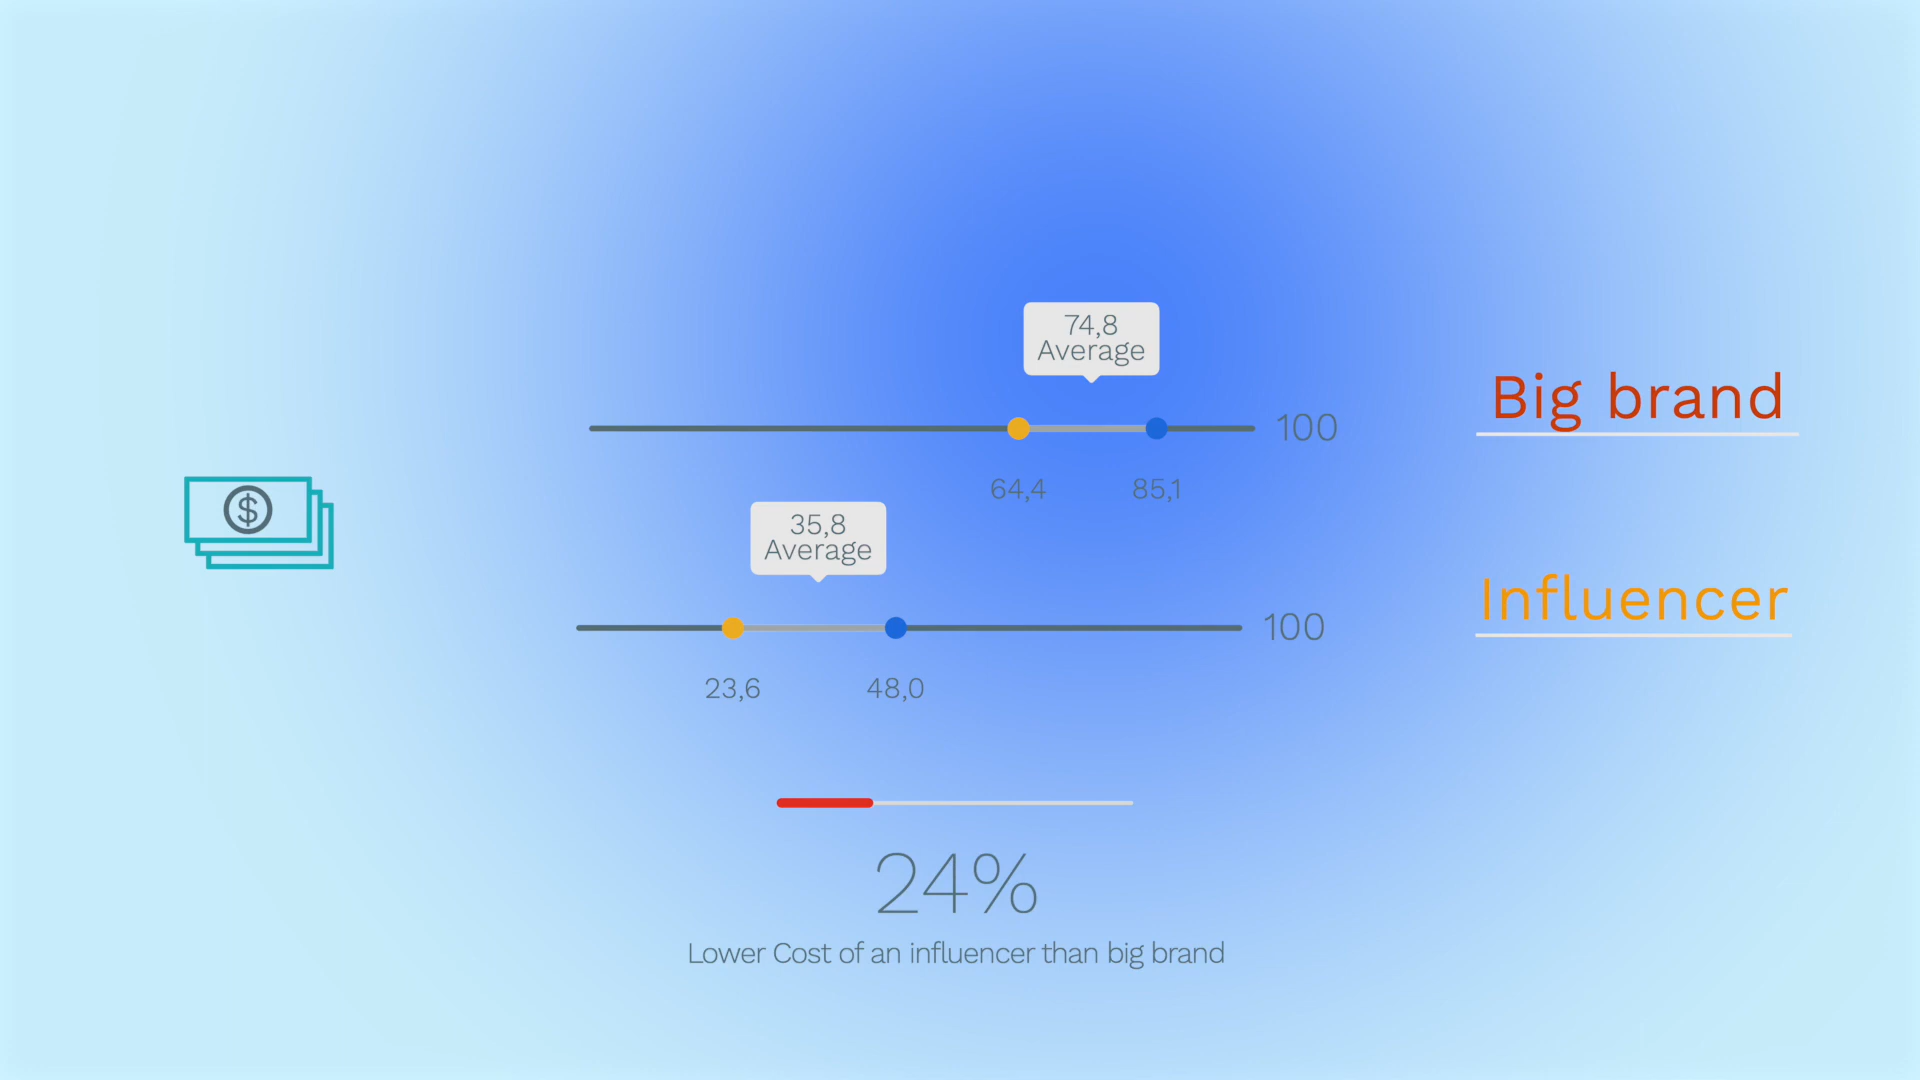 74,8
Average
100
Big brand
64,4
85,1
$
35,8
Average
100
Influencer
23,6
48,0
24%
Lower Cost of an influencer than big brand